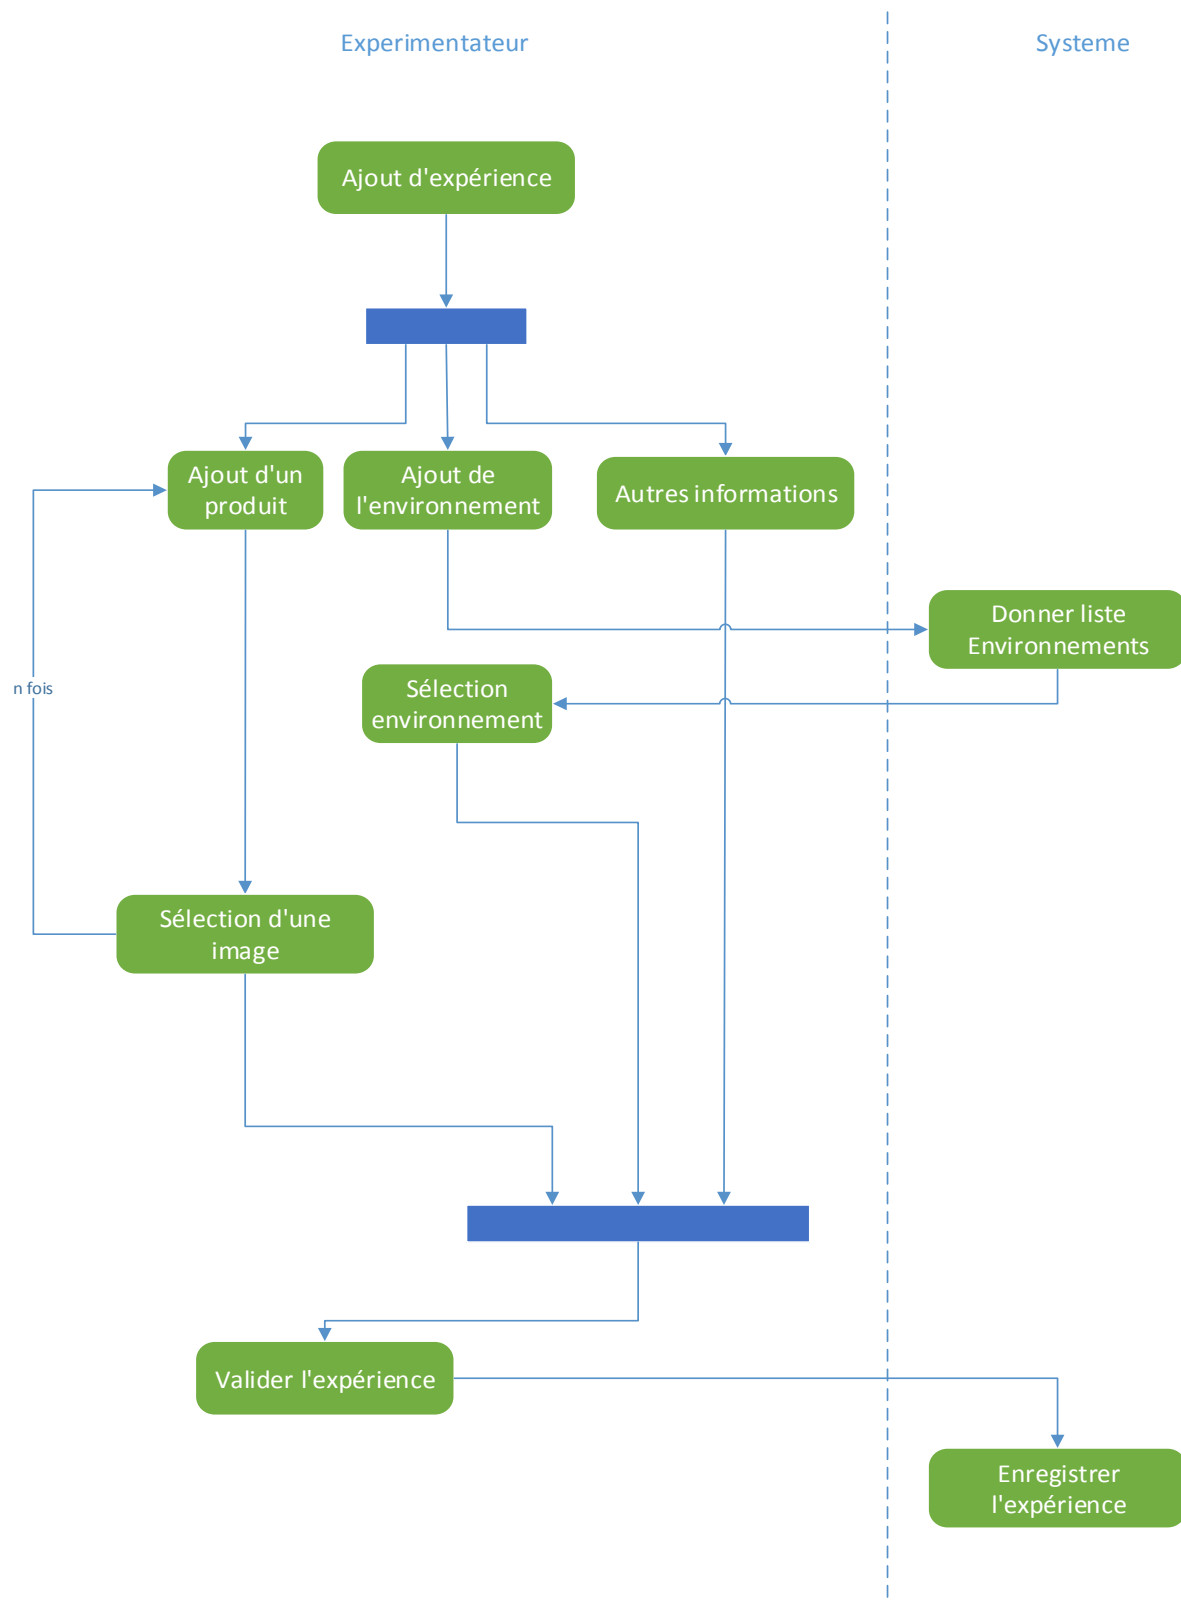 Experimentateur
Systeme
Ajout d'expérience
Ajout d'un
produit
Ajout de
l'environnement
Autres informations
Donner liste
Environnements
n fois
Sélection
environnement
Sélection d'une
image
Valider l'expérience
Enregistrer
l'expérience